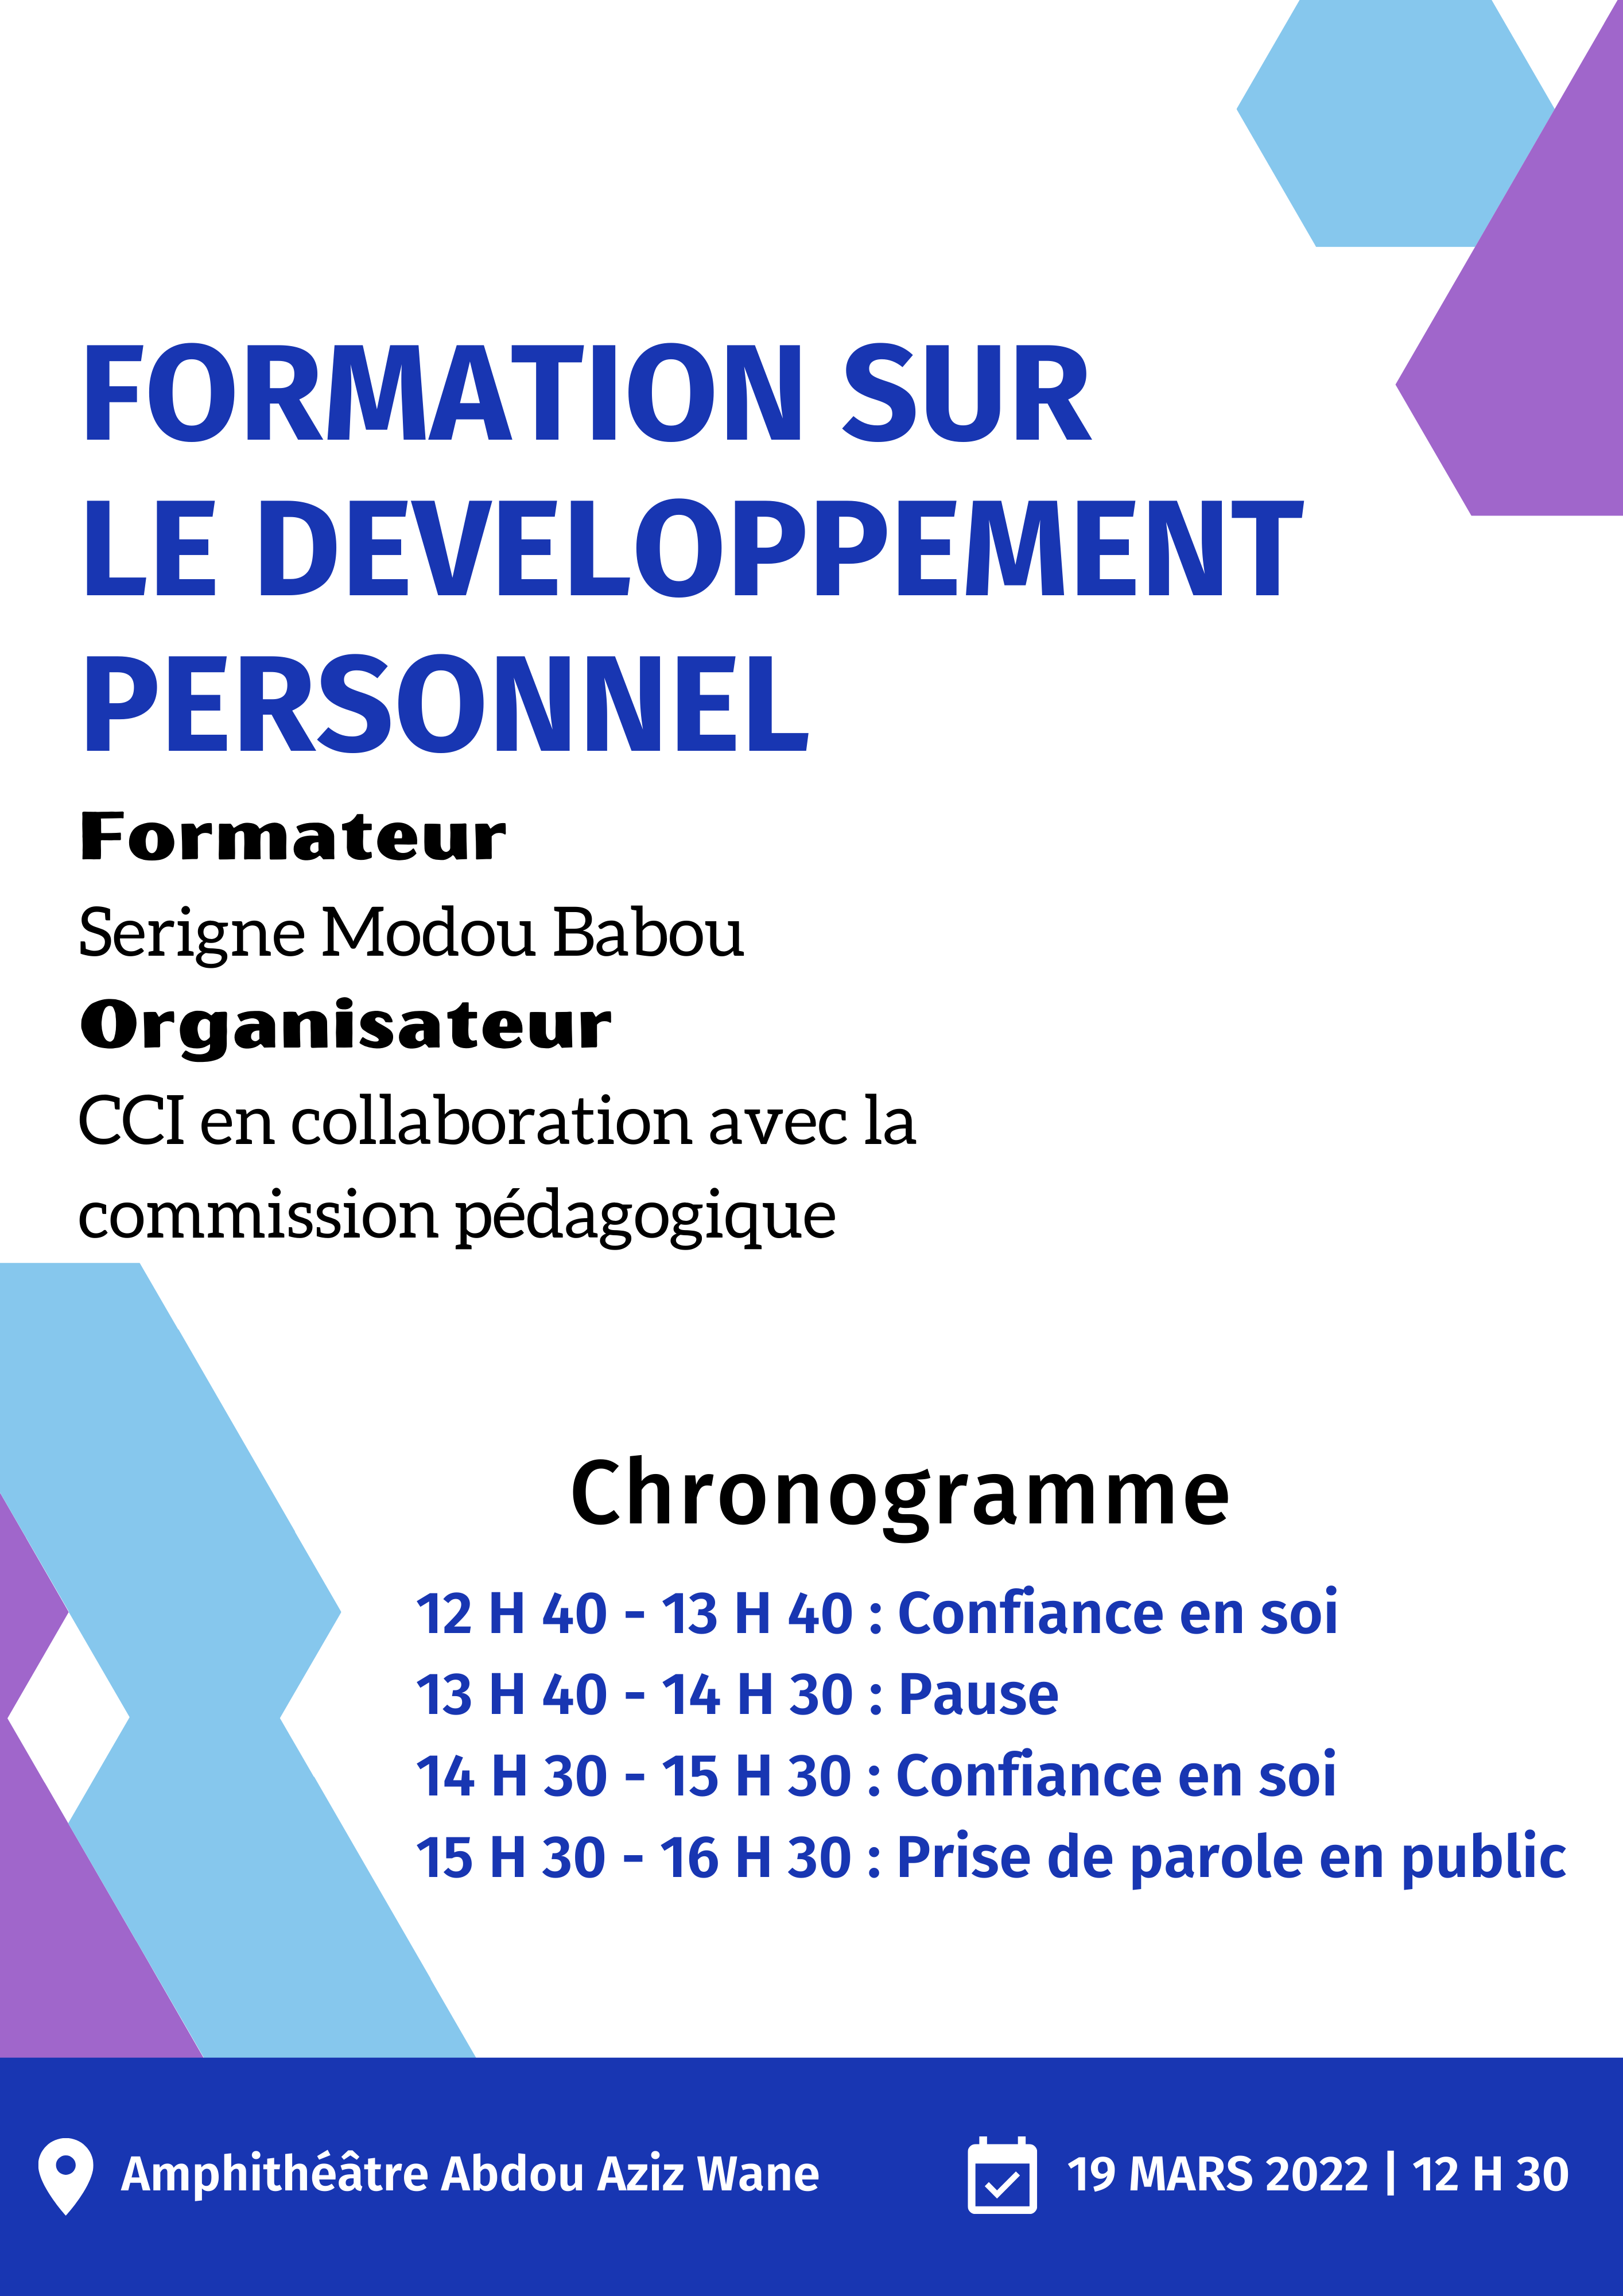 FORMATION SUR
LE DEVELOPPEMENT
PERSONNEL
Formateur
Serigne Modou Babou
Organisateur
CCI en collaboration avec la
commission pédagogique
Chronogramme
12 H 40 - 13 H 40 : Confiance en soi
13 H 40 - 14 H 30 : Pause
14 H 30 - 15 H 30 : Confiance en soi
15 H 30 - 16 H 30 : Prise de parole en public
Amphithéâtre Abdou Aziz Wane
19 MARS 2022 | 12 H 30